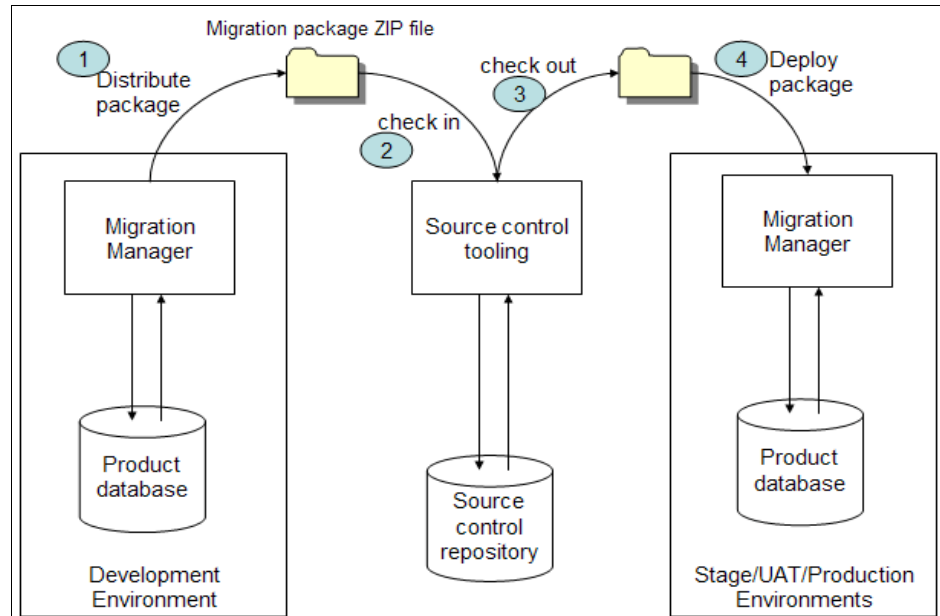 Migration package ZIP file
1
Distribute
package
check in
2
check out
3
4
Deploy
package
Migration
Manager
Source control
tooling
Migration
Manager
Product
database
Source
control
repository
Product
database
Development
Environment
Stage/UAT/Production
Environments